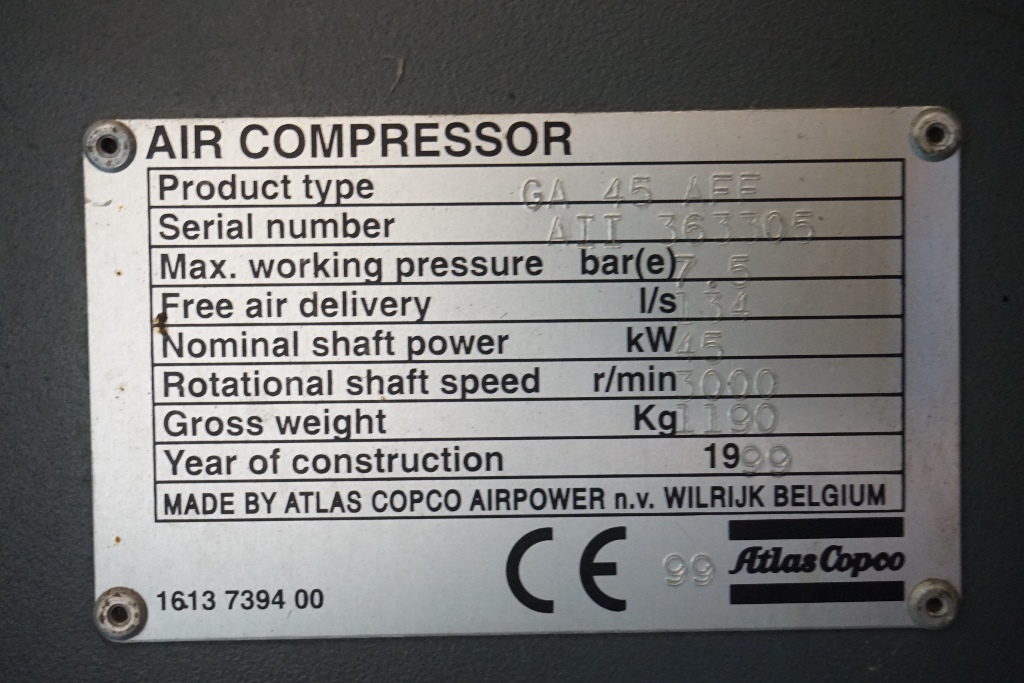 AIR COMPRESSOR
Product type GA 45 AFF
Serial number AII 363305
Max. working pressure bar(e) 7.5
Free air delivery l/s 134
Nominal shaft power kW 45
Rotational shaft speed r/min 3000
Gross weight Kg 1190
Year of construction 1999
MADE BY ATLAS COPCO AIRPOWER n.v. WILRIJK BELGIUM
CE 99 Atlas Copco
1613 7394 00